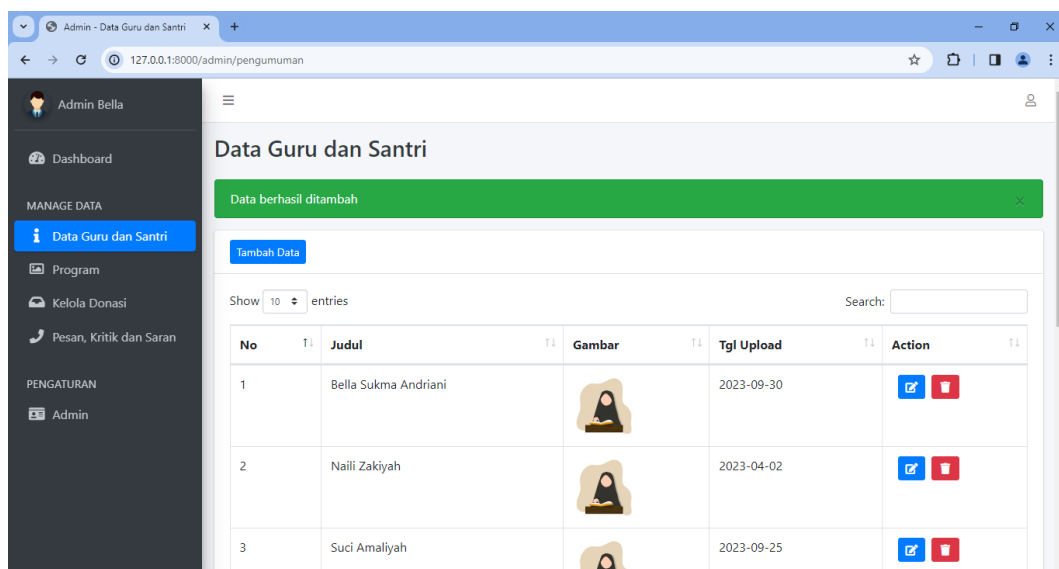 Admin - Data Guru dan Santri
127.0.0.1:8000/admin/pengumuman
Admin Bella
Dashboard
MANAGE DATA
Data Guru dan Santri
Program
Kelola Donasi
Pesan, Kritik dan Saran
PENGATURAN
Admin
Data Guru dan Santri
Data berhasil ditambah
Tambah Data
Show 10 entries Search:
No Judul Gambar Tgl Upload Action
1 Bella Sukma Andriani 2023-09-30
2 Naili Zakiyah 2023-04-02
3 Suci Amaliyah 2023-09-25